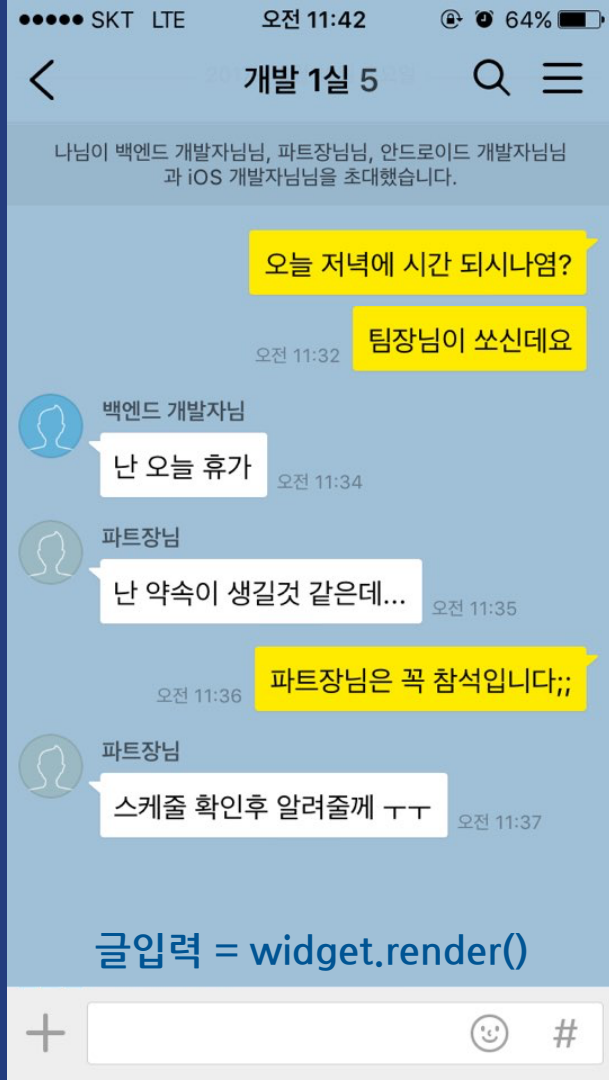 SKT LTE 오전 11:42 64%
개발 1실 5
나님이 백엔드 개발자님님, 파트장님님, 안드로이드 개발자님님
과 iOS 개발자님님을 초대했습니다.
오늘 저녁에 시간 되시나염?
팀장님이 쏘신데요
오전 11:32
백엔드 개발자님
난 오늘 휴가
오전 11:34
파트장님
난 약속이 생길것 같은데...
오전 11:35
파트장님은 꼭 참석입니다;;
오전 11:36
파트장님
스케줄 확인후 알려줄께 ㅜㅜ
오전 11:37
글입력 = widget.render()
#